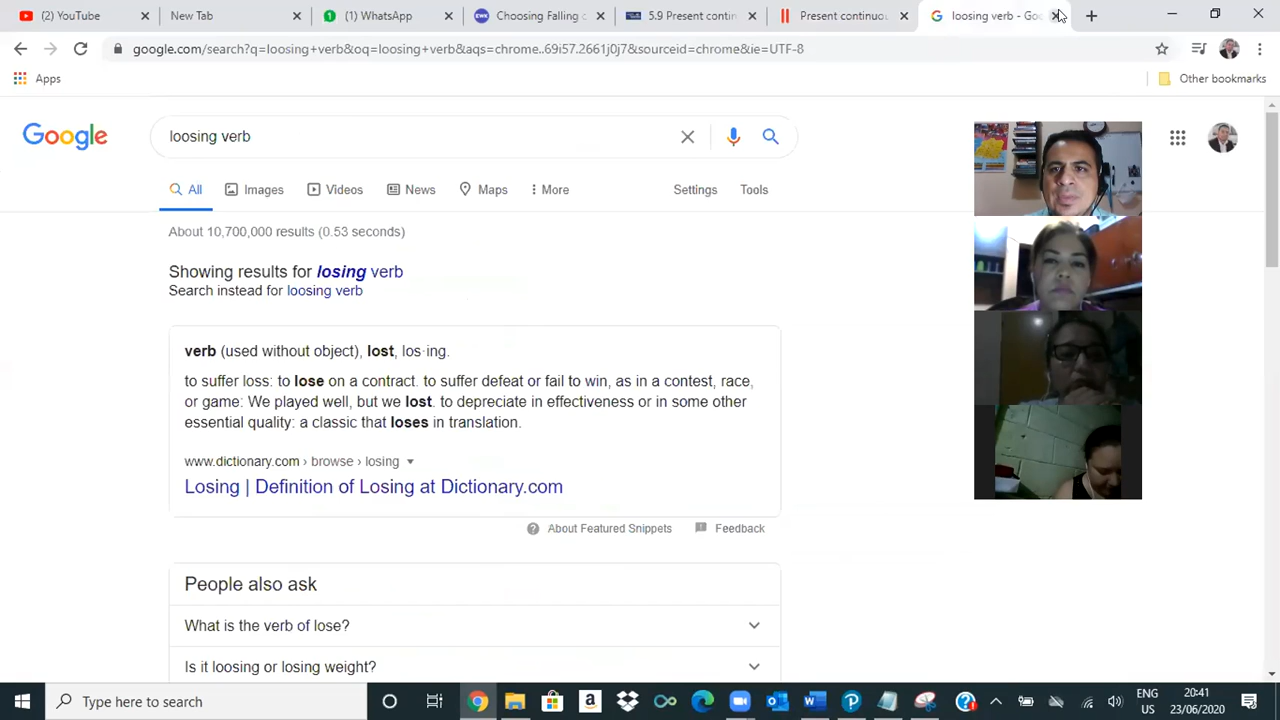 (2) YouTube
New Tab
(1) WhatsApp
Choosing Falling c
5.9 Present contin
Present continuou
loosing verb - Goo
google.com/search?q=loosing+verb&oq=loosing+verb&aqs=chrome..69i57.2661j0j7&sourceid=chrome&ie=UTF-8
Apps
Other bookmarks
Google
loosing verb
All
Images
Videos
News
Maps
More
Settings
Tools
About 10,700,000 results (0.53 seconds)
Showing results for losing verb
Search instead for loosing verb
verb (used without object), lost, los·ing.
to suffer loss: to lose on a contract. to suffer defeat or fail to win, as in a contest, race,
or game: We played well, but we lost. to depreciate in effectiveness or in some other
essential quality: a classic that loses in translation.
www.dictionary.com › browse › losing
Losing | Definition of Losing at Dictionary.com
About Featured Snippets
Feedback
People also ask
What is the verb of lose?
Is it loosing or losing weight?
Type here to search
ENG
US
20:41
23/06/2020